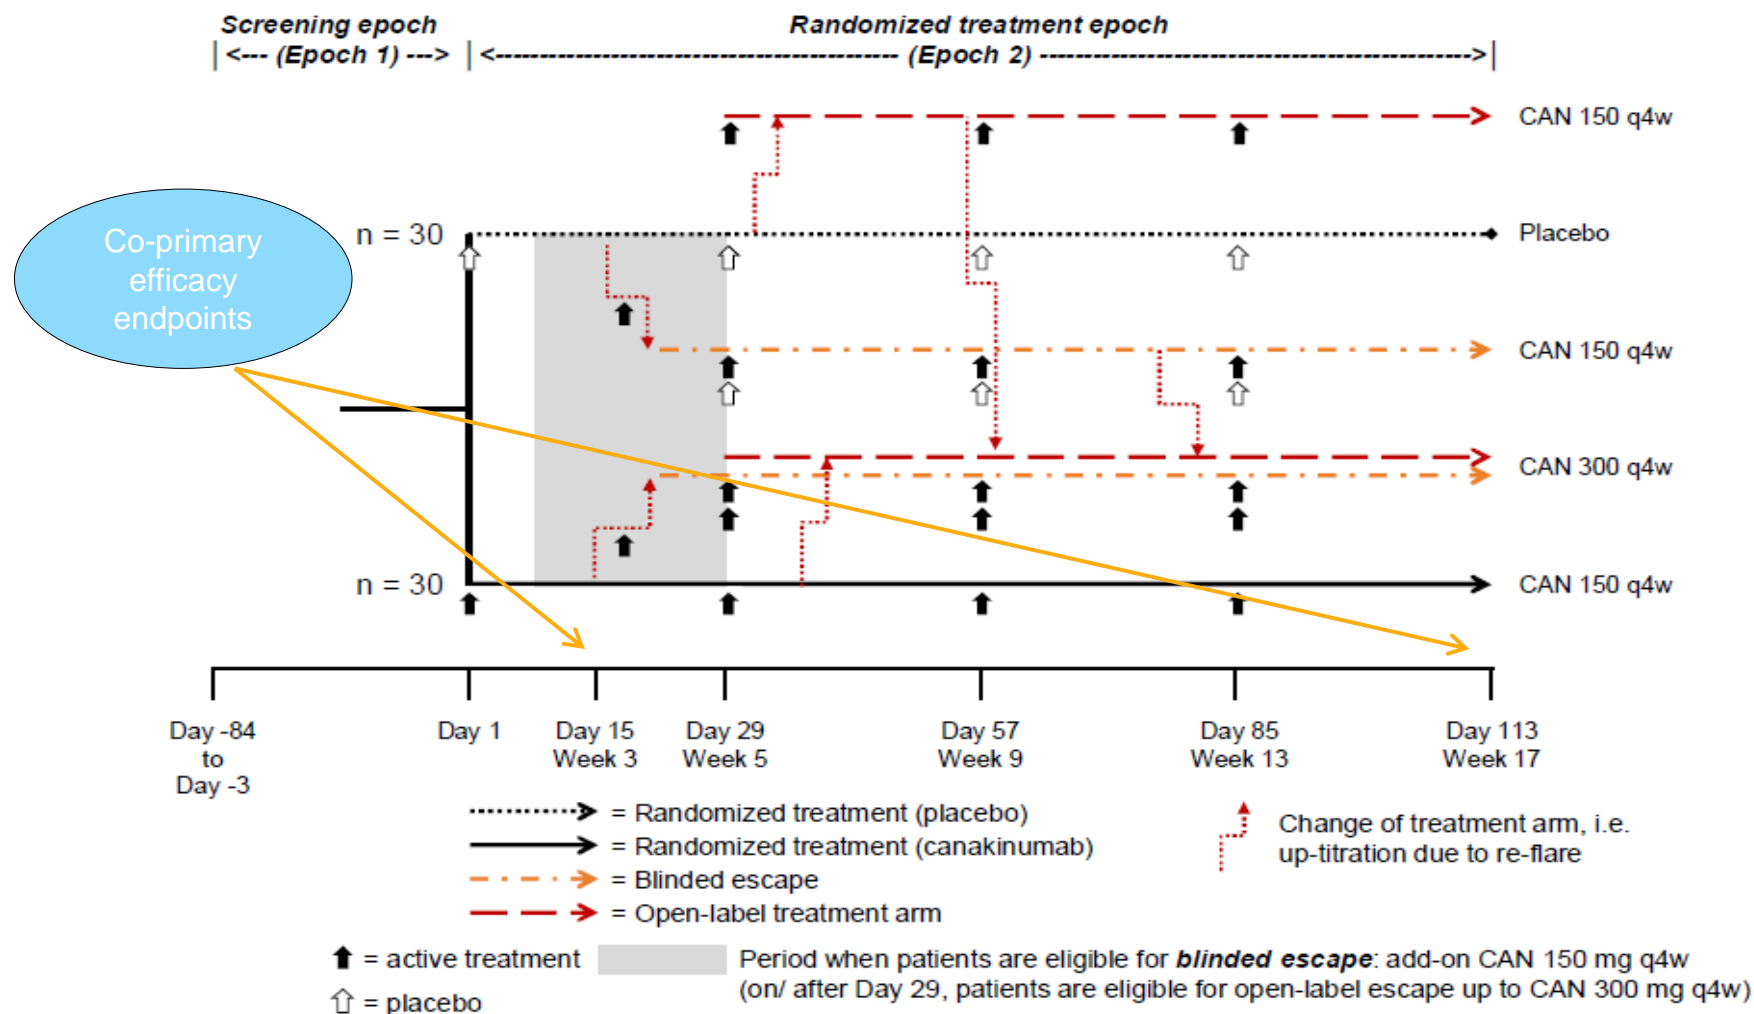 Screening epoch
|<--- (Epoch 1) --->|
Randomized treatment epoch
<---------------------------------- (Epoch 2) ------------------------------------->|
CAN 150 q4w
Co-primary
efficacy
endpoints
n = 30
Placebo
CAN 150 q4w
CAN 300 q4w
n = 30
CAN 150 q4w
Day -84
to
Day -3
Day 1
Day 15
Week 3
Day 29
Week 5
Day 57
Week 9
Day 85
Week 13
Day 113
Week 17
= Randomized treatment (placebo)
= Randomized treatment (canakinumab)
= Blinded escape
= Open-label treatment arm
Change of treatment arm, i.e.
up-titration due to re-flare
= active treatment
= placebo
Period when patients are eligible for blinded escape: add-on CAN 150 mg q4w
(on/ after Day 29, patients are eligible for open-label escape up to CAN 300 mg q4w)